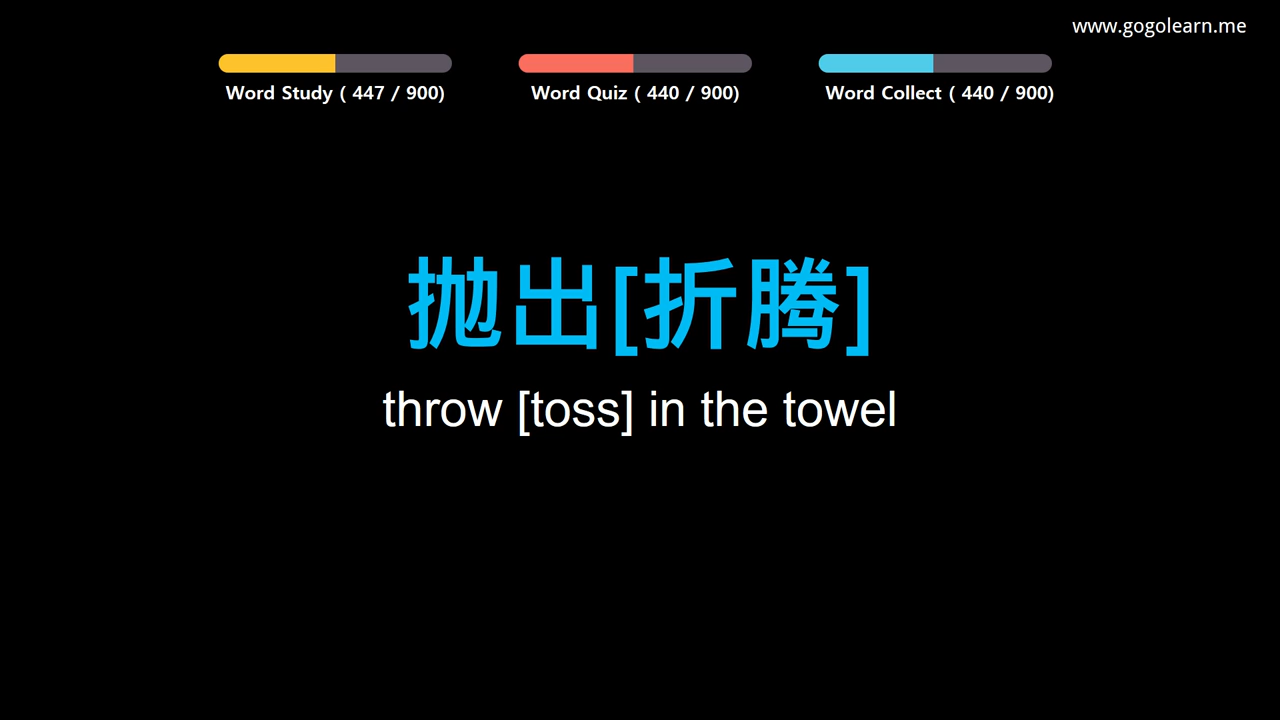 www.gogolearn.me
Word Study ( 447 / 900)
Word Quiz ( 440 / 900)
Word Collect ( 440 / 900)
抛出[折腾]
throw [toss] in the towel